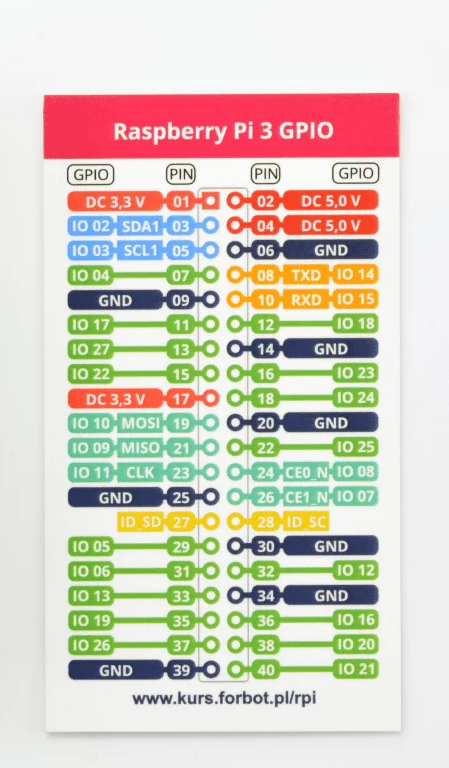 Raspberry Pi 3 GPIO
GPIO PIN PIN GPIO
DC 3,3 V 01 02 DC 5,0 V
IO 02 SDA1 03 04 DC 5,0 V
IO 03 SCL1 05 06 GND
IO 04 07 08 TXD IO 14
GND 09 10 RXD IO 15
IO 17 11 12 IO 18
IO 27 13 14 GND
IO 22 15 16 IO 23
DC 3,3 V 17 18 IO 24
IO 10 MOSI 19 20 GND
IO 09 MISO 21 22 IO 25
IO 11 CLK 23 24 CE0_N IO 08
GND 25 26 CE1_N IO 07
ID_SD 27 28 ID_SC
IO 05 29 30 GND
IO 06 31 32 IO 12
IO 13 33 34 GND
IO 19 35 36 IO 16
IO 26 37 38 IO 20
GND 39 40 IO 21
www.kurs.forbot.pl/rpi